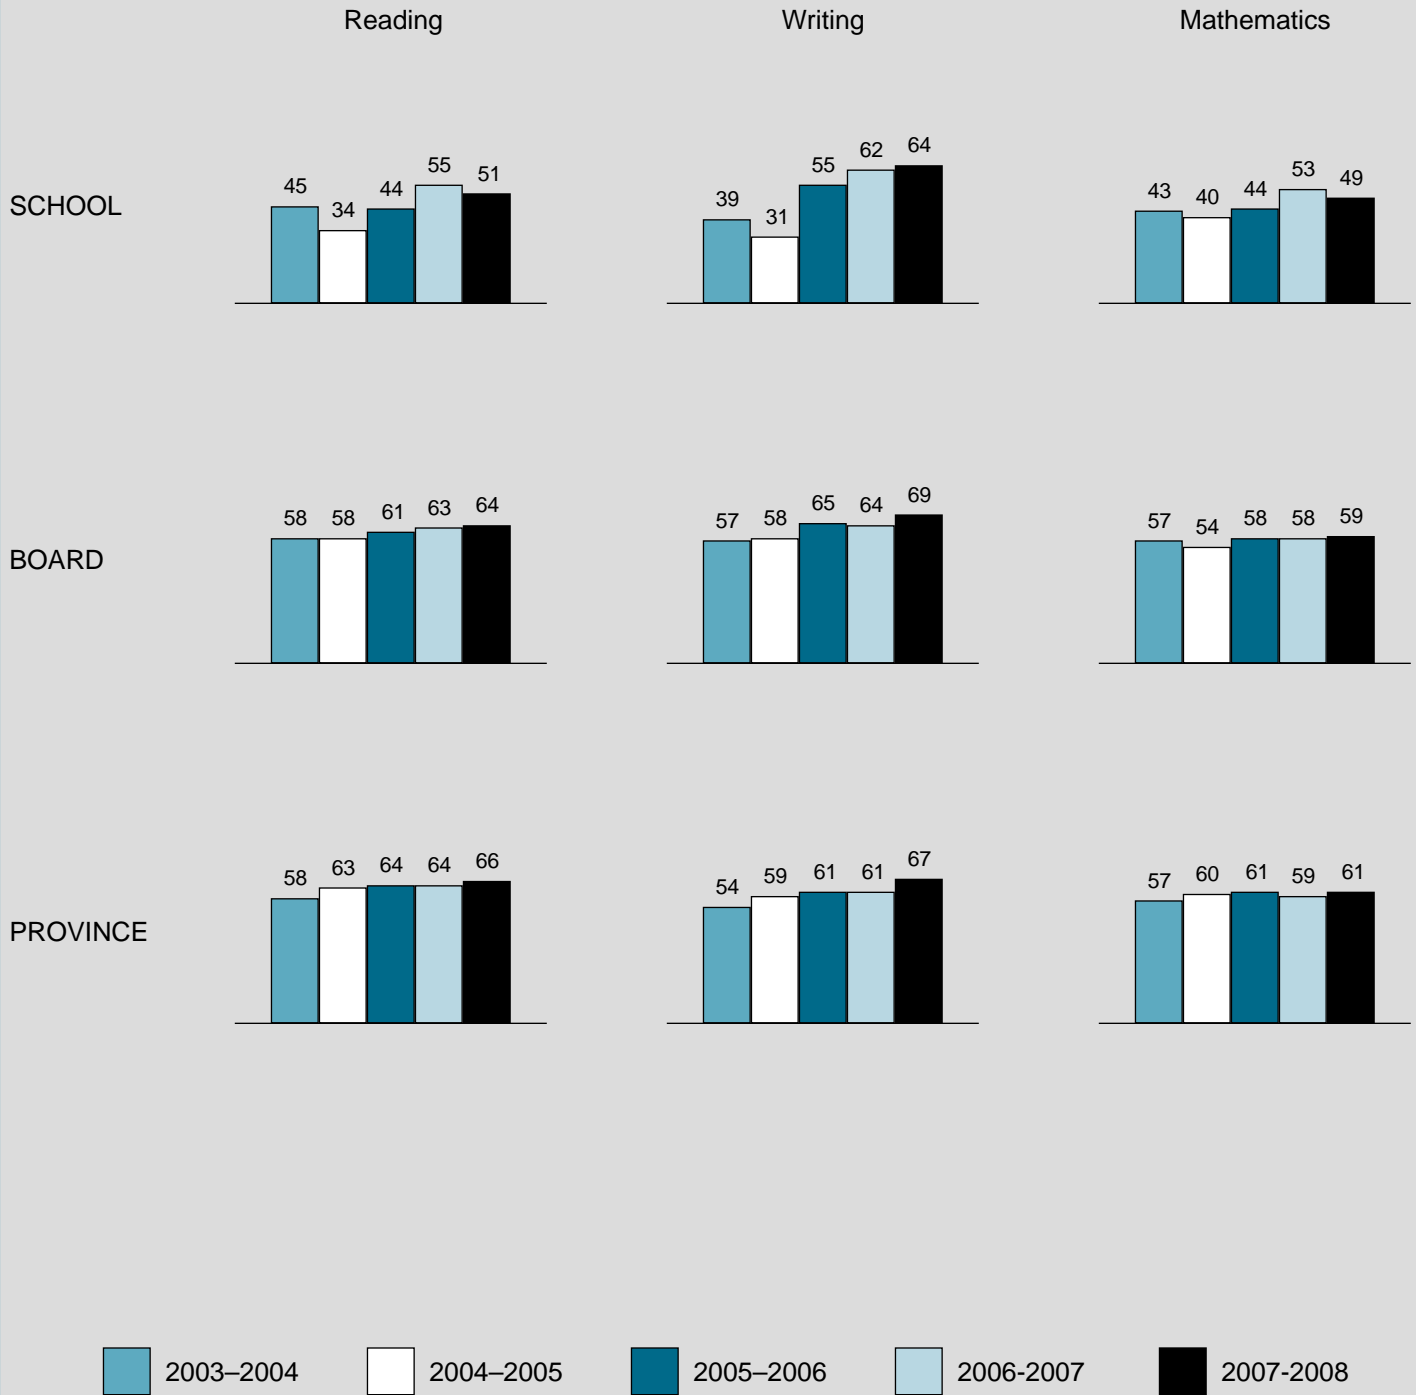 Reading Writing Mathematics
SCHOOL
45 34 44 55 51
39 31 55 62 64
43 40 44 53 49
BOARD
58 58 61 63 64
57 58 65 64 69
57 54 58 58 59
PROVINCE
58 63 64 64 66
54 59 61 61 67
57 60 61 59 61
2003–2004 2004–2005 2005–2006 2006-2007 2007-2008